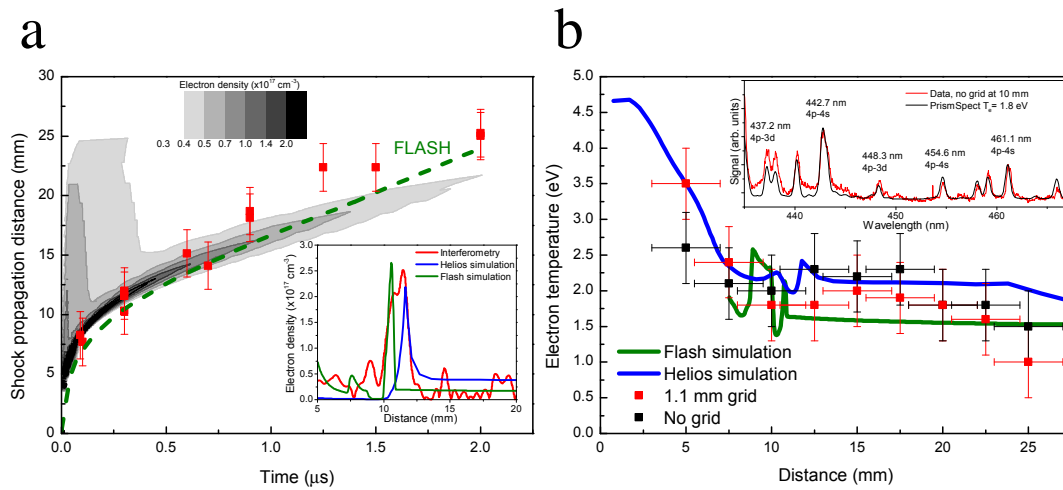 a
b
Electron density (x10¹⁷ cm⁻³)
0.3 0.4 0.5 0.7 1.0 1.4 2.0
FLASH
Shock propagation distance (mm)
30
25
20
15
10
5
0
0.0 0.5 1.0 1.5 2.0
Time (μs)
Interferometry
Helios simulation
Flash simulation
Electron density (x10¹⁷ cm⁻³)
3.0
2.5
2.0
1.5
1.0
0.5
0.0
5 10 15 20
Distance (mm)
Electron temperature (eV)
5.0
4.5
4.0
3.5
3.0
2.5
2.0
1.5
1.0
0.5
0.0
0 5 10 15 20 25
Distance (mm)
Data, no grid at 10 mm
PrismSpect Tₑ= 1.8 eV
Signal (arb. units)
437.2 nm
4p-3d
442.7 nm
4p-4s
448.3 nm
4p-3d
454.6 nm
4p-4s
461.1 nm
4p-4s
440 450 460
Wavelength (nm)
Flash simulation
Helios simulation
1.1 mm grid
No grid